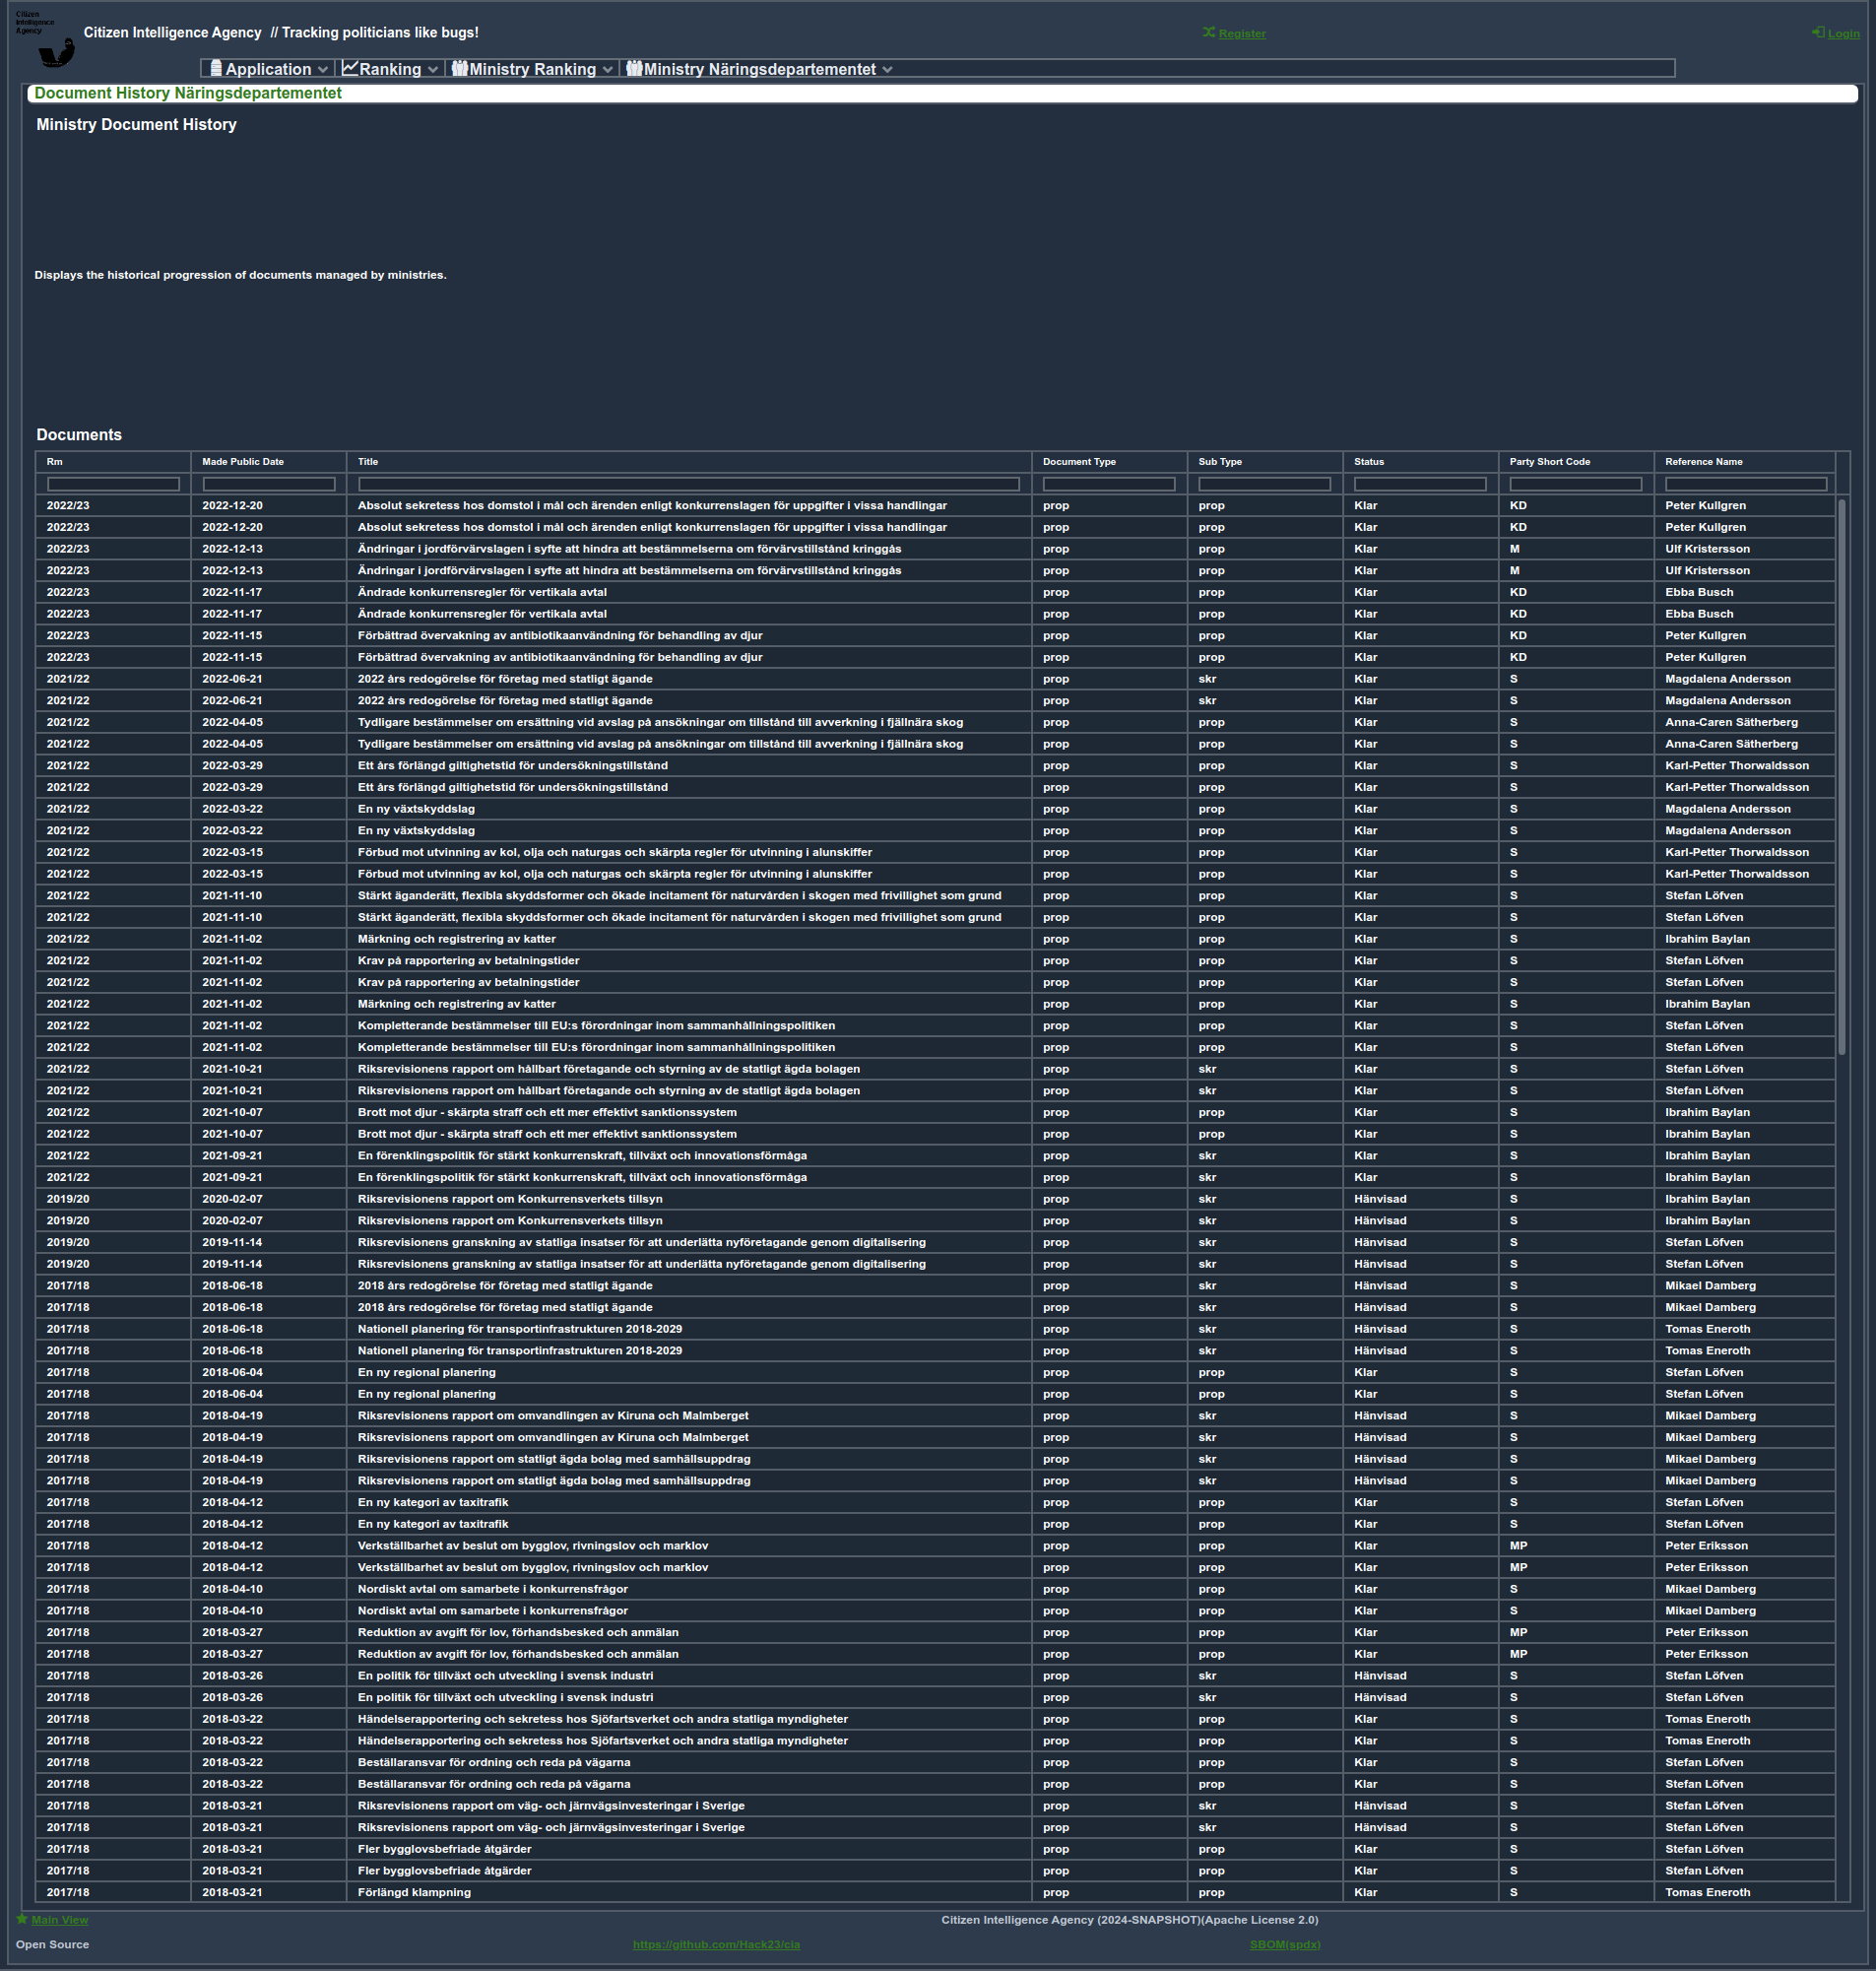 Citizen
Intelligence
Agency
Citizen Intelligence Agency // Tracking politicians like bugs!
Register
Login
Application Ranking Ministry Ranking Ministry Näringsdepartementet
Document History Näringsdepartementet
Ministry Document History
Displays the historical progression of documents managed by ministries.
Documents
Rm Made Public Date Title Document Type Sub Type Status Party Short Code Reference Name
2022/23 2022-12-20 Absolut sekretess hos domstol i mål och ärenden enligt konkurrenslagen för uppgifter i vissa handlingar prop prop Klar KD Peter Kullgren
2022/23 2022-12-20 Absolut sekretess hos domstol i mål och ärenden enligt konkurrenslagen för uppgifter i vissa handlingar prop prop Klar KD Peter Kullgren
2022/23 2022-12-13 Ändringar i jordförvärvslagen i syfte att hindra att bestämmelserna om förvärvstillstånd kringgås prop prop Klar M Ulf Kristersson
2022/23 2022-12-13 Ändringar i jordförvärvslagen i syfte att hindra att bestämmelserna om förvärvstillstånd kringgås prop prop Klar M Ulf Kristersson
2022/23 2022-11-17 Ändrade konkurrensregler för vertikala avtal prop prop Klar KD Ebba Busch
2022/23 2022-11-17 Ändrade konkurrensregler för vertikala avtal prop prop Klar KD Ebba Busch
2022/23 2022-11-15 Förbättrad övervakning av antibiotikaanvändning för behandling av djur prop prop Klar KD Peter Kullgren
2022/23 2022-11-15 Förbättrad övervakning av antibiotikaanvändning för behandling av djur prop prop Klar KD Peter Kullgren
2021/22 2022-06-21 2022 års redogörelse för företag med statligt ägande prop skr Klar S Magdalena Andersson
2021/22 2022-06-21 2022 års redogörelse för företag med statligt ägande prop skr Klar S Magdalena Andersson
2021/22 2022-04-05 Tydligare bestämmelser om ersättning vid avslag på ansökningar om tillstånd till avverkning i fjällnära skog prop prop Klar S Anna-Caren Sätherberg
2021/22 2022-04-05 Tydligare bestämmelser om ersättning vid avslag på ansökningar om tillstånd till avverkning i fjällnära skog prop prop Klar S Anna-Caren Sätherberg
2021/22 2022-03-29 Ett års förlängd giltighetstid för undersökningstillstånd prop prop Klar S Karl-Petter Thorwaldsson
2021/22 2022-03-29 Ett års förlängd giltighetstid för undersökningstillstånd prop prop Klar S Karl-Petter Thorwaldsson
2021/22 2022-03-22 En ny växtskyddslag prop prop Klar S Magdalena Andersson
2021/22 2022-03-22 En ny växtskyddslag prop prop Klar S Magdalena Andersson
2021/22 2022-03-15 Förbud mot utvinning av kol, olja och naturgas och skärpta regler för utvinning i alunskiffer prop prop Klar S Karl-Petter Thorwaldsson
2021/22 2022-03-15 Förbud mot utvinning av kol, olja och naturgas och skärpta regler för utvinning i alunskiffer prop prop Klar S Karl-Petter Thorwaldsson
2021/22 2021-11-10 Stärkt äganderätt, flexibla skyddsformer och ökade incitament för naturvården i skogen med frivillighet som grund prop prop Klar S Stefan Löfven
2021/22 2021-11-10 Stärkt äganderätt, flexibla skyddsformer och ökade incitament för naturvården i skogen med frivillighet som grund prop prop Klar S Stefan Löfven
2021/22 2021-11-02 Märkning och registrering av katter prop prop Klar S Ibrahim Baylan
2021/22 2021-11-02 Krav på rapportering av betalningstider prop prop Klar S Stefan Löfven
2021/22 2021-11-02 Krav på rapportering av betalningstider prop prop Klar S Stefan Löfven
2021/22 2021-11-02 Märkning och registrering av katter prop prop Klar S Ibrahim Baylan
2021/22 2021-11-02 Kompletterande bestämmelser till EU:s förordningar inom sammanhållningspolitiken prop prop Klar S Stefan Löfven
2021/22 2021-11-02 Kompletterande bestämmelser till EU:s förordningar inom sammanhållningspolitiken prop prop Klar S Stefan Löfven
2021/22 2021-10-21 Riksrevisionens rapport om hållbart företagande och styrning av de statligt ägda bolagen prop skr Klar S Stefan Löfven
2021/22 2021-10-21 Riksrevisionens rapport om hållbart företagande och styrning av de statligt ägda bolagen prop skr Klar S Stefan Löfven
2021/22 2021-10-07 Brott mot djur - skärpta straff och ett mer effektivt sanktionssystem prop prop Klar S Ibrahim Baylan
2021/22 2021-10-07 Brott mot djur - skärpta straff och ett mer effektivt sanktionssystem prop prop Klar S Ibrahim Baylan
2021/22 2021-09-21 En förenklingspolitik för stärkt konkurrenskraft, tillväxt och innovationsförmåga prop skr Klar S Ibrahim Baylan
2021/22 2021-09-21 En förenklingspolitik för stärkt konkurrenskraft, tillväxt och innovationsförmåga prop skr Klar S Ibrahim Baylan
2019/20 2020-02-07 Riksrevisionens rapport om Konkurrensverkets tillsyn prop skr Hänvisad S Ibrahim Baylan
2019/20 2020-02-07 Riksrevisionens rapport om Konkurrensverkets tillsyn prop skr Hänvisad S Ibrahim Baylan
2019/20 2019-11-14 Riksrevisionens granskning av statliga insatser för att underlätta nyföretagande genom digitalisering prop skr Hänvisad S Stefan Löfven
2019/20 2019-11-14 Riksrevisionens granskning av statliga insatser för att underlätta nyföretagande genom digitalisering prop skr Hänvisad S Stefan Löfven
2017/18 2018-06-18 2018 års redogörelse för företag med statligt ägande prop skr Hänvisad S Mikael Damberg
2017/18 2018-06-18 2018 års redogörelse för företag med statligt ägande prop skr Hänvisad S Mikael Damberg
2017/18 2018-06-18 Nationell planering för transportinfrastrukturen 2018-2029 prop skr Hänvisad S Tomas Eneroth
2017/18 2018-06-18 Nationell planering för transportinfrastrukturen 2018-2029 prop skr Hänvisad S Tomas Eneroth
2017/18 2018-06-04 En ny regional planering prop prop Klar S Stefan Löfven
2017/18 2018-06-04 En ny regional planering prop prop Klar S Stefan Löfven
2017/18 2018-04-19 Riksrevisionens rapport om omvandlingen av Kiruna och Malmberget prop skr Hänvisad S Mikael Damberg
2017/18 2018-04-19 Riksrevisionens rapport om omvandlingen av Kiruna och Malmberget prop skr Hänvisad S Mikael Damberg
2017/18 2018-04-19 Riksrevisionens rapport om statligt ägda bolag med samhällsuppdrag prop skr Hänvisad S Mikael Damberg
2017/18 2018-04-19 Riksrevisionens rapport om statligt ägda bolag med samhällsuppdrag prop skr Hänvisad S Mikael Damberg
2017/18 2018-04-12 En ny kategori av taxitrafik prop prop Klar S Stefan Löfven
2017/18 2018-04-12 En ny kategori av taxitrafik prop prop Klar S Stefan Löfven
2017/18 2018-04-12 Verkställbarhet av beslut om bygglov, rivningslov och marklov prop prop Klar MP Peter Eriksson
2017/18 2018-04-12 Verkställbarhet av beslut om bygglov, rivningslov och marklov prop prop Klar MP Peter Eriksson
2017/18 2018-04-10 Nordiskt avtal om samarbete i konkurrensfrågor prop prop Klar S Mikael Damberg
2017/18 2018-04-10 Nordiskt avtal om samarbete i konkurrensfrågor prop prop Klar S Mikael Damberg
2017/18 2018-03-27 Reduktion av avgift för lov, förhandsbesked och anmälan prop prop Klar MP Peter Eriksson
2017/18 2018-03-27 Reduktion av avgift för lov, förhandsbesked och anmälan prop prop Klar MP Peter Eriksson
2017/18 2018-03-26 En politik för tillväxt och utveckling i svensk industri prop skr Hänvisad S Stefan Löfven
2017/18 2018-03-26 En politik för tillväxt och utveckling i svensk industri prop skr Hänvisad S Stefan Löfven
2017/18 2018-03-22 Händelserapportering och sekretess hos Sjöfartsverket och andra statliga myndigheter prop prop Klar S Tomas Eneroth
2017/18 2018-03-22 Händelserapportering och sekretess hos Sjöfartsverket och andra statliga myndigheter prop prop Klar S Tomas Eneroth
2017/18 2018-03-22 Beställaransvar för ordning och reda på vägarna prop prop Klar S Stefan Löfven
2017/18 2018-03-22 Beställaransvar för ordning och reda på vägarna prop prop Klar S Stefan Löfven
2017/18 2018-03-21 Riksrevisionens rapport om väg- och järnvägsinvesteringar i Sverige prop skr Hänvisad S Stefan Löfven
2017/18 2018-03-21 Riksrevisionens rapport om väg- och järnvägsinvesteringar i Sverige prop skr Hänvisad S Stefan Löfven
2017/18 2018-03-21 Fler bygglovsbefriade åtgärder prop prop Klar S Stefan Löfven
2017/18 2018-03-21 Fler bygglovsbefriade åtgärder prop prop Klar S Stefan Löfven
2017/18 2018-03-21 Förlängd klampning prop prop Klar S Tomas Eneroth
Main View
Citizen Intelligence Agency (2024-SNAPSHOT)(Apache License 2.0)
Open Source
https://github.com/Hack23/cia
SBOM(spdx)